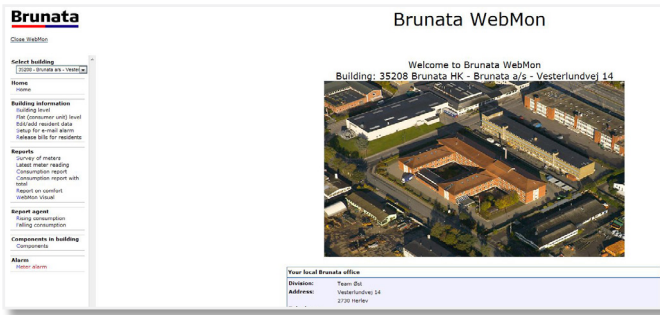 Brunata
Close WebMon
Select building
35208 - Brunata a/s - Vester
Home
Home
Building information
Building level
Flat (consumer unit) level
Edit/add resident data
Setup for e-mail alarm
Release bills for residents
Reports
Survey of meters
Latest meter reading
Consumption report
Consumption report with
total
Report on comfort
WebMon Visual
Report agent
Rising consumption
Falling consumption
Components in building
Components
Alarm
Meter alarm
Brunata WebMon
Welcome to Brunata WebMon
Building: 35208 Brunata HK - Brunata a/s - Vesterlundvej 14
Your local Brunata office
Division: Team Øst
Address: Vesterlundvej 14
2730 Herlev